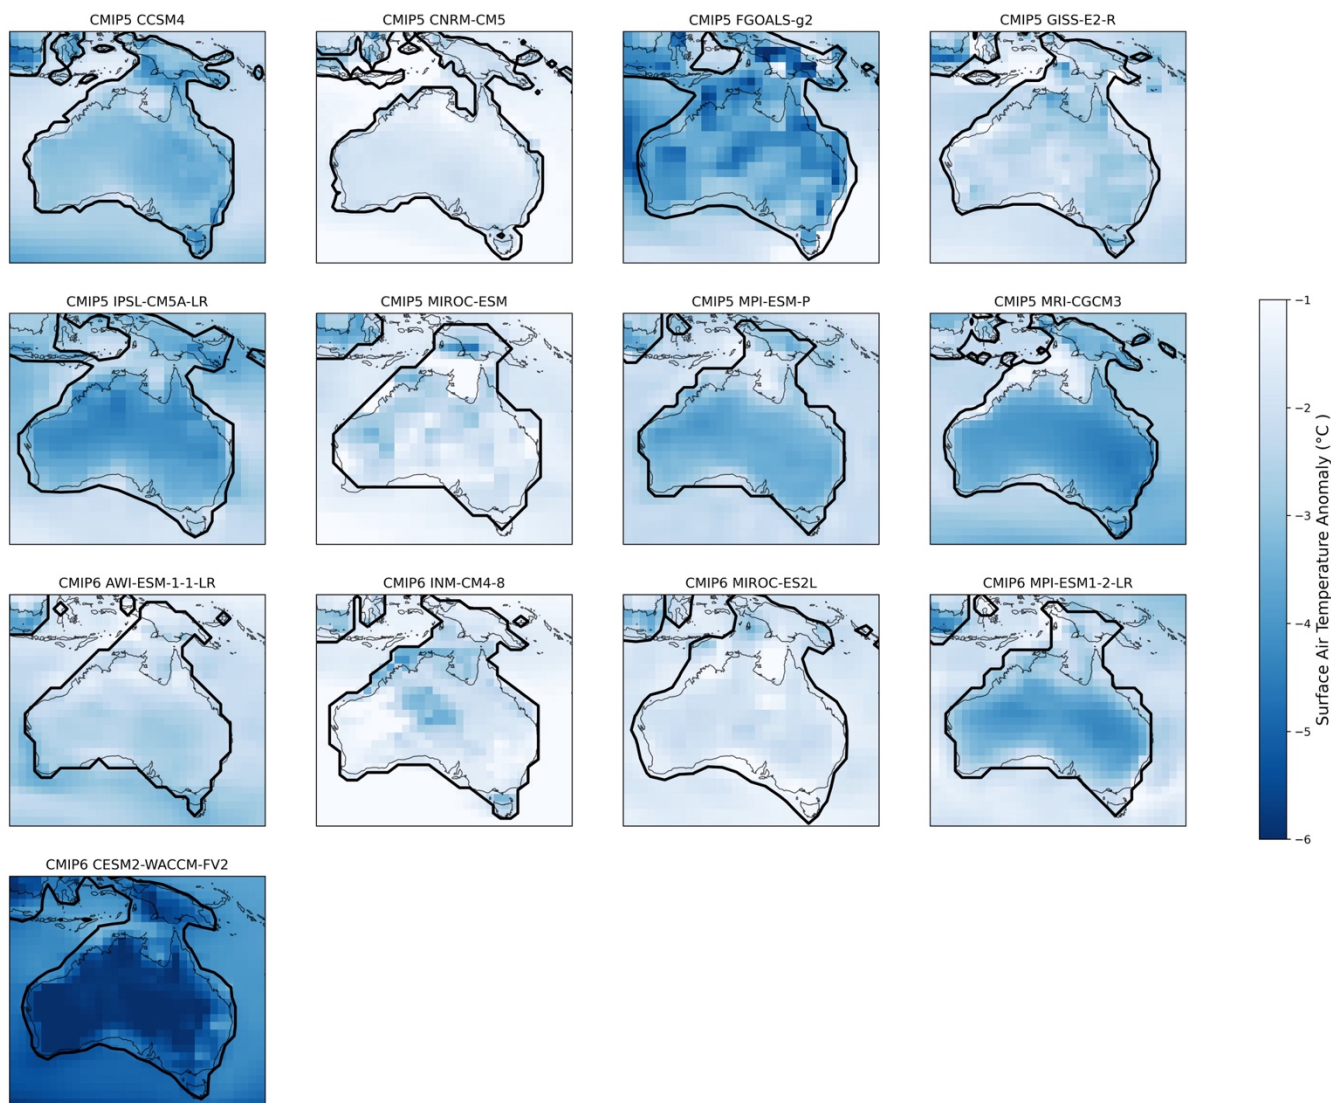 CMIP5 CCSM4
CMIP5 CNRM-CM5
CMIP5 FGOALS-g2
CMIP5 GISS-E2-R
CMIP5 IPSL-CM5A-LR
CMIP5 MIROC-ESM
CMIP5 MPI-ESM-P
CMIP5 MRI-CGCM3
CMIP6 AWI-ESM-1-1-LR
CMIP6 INM-CM4-8
CMIP6 MIROC-ES2L
CMIP6 MPI-ESM1-2-LR
CMIP6 CESM2-WACCM-FV2
−1
−2
−3
−4
−5
−6
Surface Air Temperature Anomaly (°C )